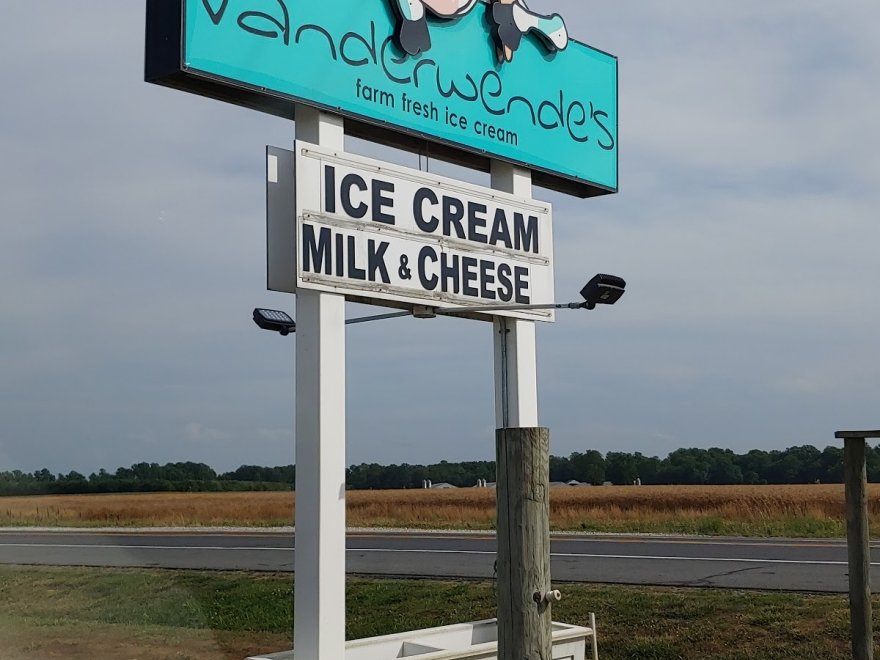 Vanderwende's
farm fresh ice cream
ICE CREAM
MILK & CHEESE